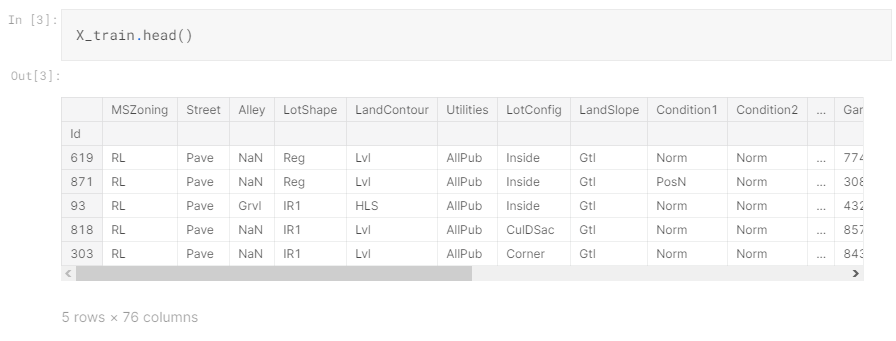 In [3]:
X_train.head()
Out[3]:
MSZoning Street Alley LotShape LandContour Utilities LotConfig LandSlope Condition1 Condition2 ... Gar
Id
619 RL Pave NaN Reg Lvl AllPub Inside Gtl Norm Norm ... 774
871 RL Pave NaN Reg Lvl AllPub Inside Gtl PosN Norm ... 308
93 RL Pave Grvl IR1 HLS AllPub Inside Gtl Norm Norm ... 432
818 RL Pave NaN IR1 Lvl AllPub CulDSac Gtl Norm Norm ... 857
303 RL Pave NaN IR1 Lvl AllPub Corner Gtl Norm Norm ... 843
5 rows × 76 columns